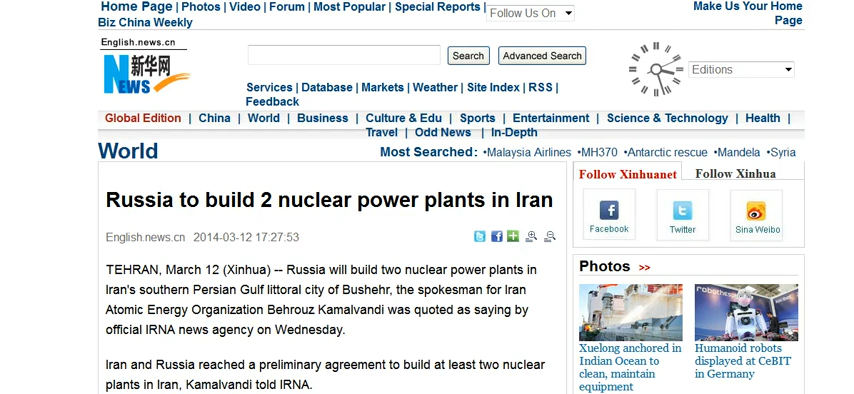 Home Page | Photos | Video | Forum | Most Popular | Special Reports |
Biz China Weekly
Follow Us On
Make Us Your Home
Page
English.news.cn
新华网
NEWS
Search
Advanced Search
Services | Database | Markets | Weather | Site Index | RSS |
Feedback
Editions
Global Edition | China | World | Business | Culture & Edu | Sports | Entertainment | Science & Technology | Health |
Travel | Odd News | In-Depth
World
Most Searched: •Malaysia Airlines •MH370 •Antarctic rescue •Mandela •Syria
Russia to build 2 nuclear power plants in Iran
English.news.cn 2014-03-12 17:27:53
TEHRAN, March 12 (Xinhua) -- Russia will build two nuclear power plants in
Iran's southern Persian Gulf littoral city of Bushehr, the spokesman for Iran
Atomic Energy Organization Behrouz Kamalvandi was quoted as saying by
official IRNA news agency on Wednesday.
Iran and Russia reached a preliminary agreement to build at least two nuclear
plants in Iran, Kamalvandi told IRNA.
Follow Xinhuanet
Follow Xinhua
Facebook
Twitter
Sina Weibo
Photos >>
Xuelong anchored in
Indian Ocean to
clean, maintain
equipment
Humanoid robots
displayed at CeBIT
in Germany